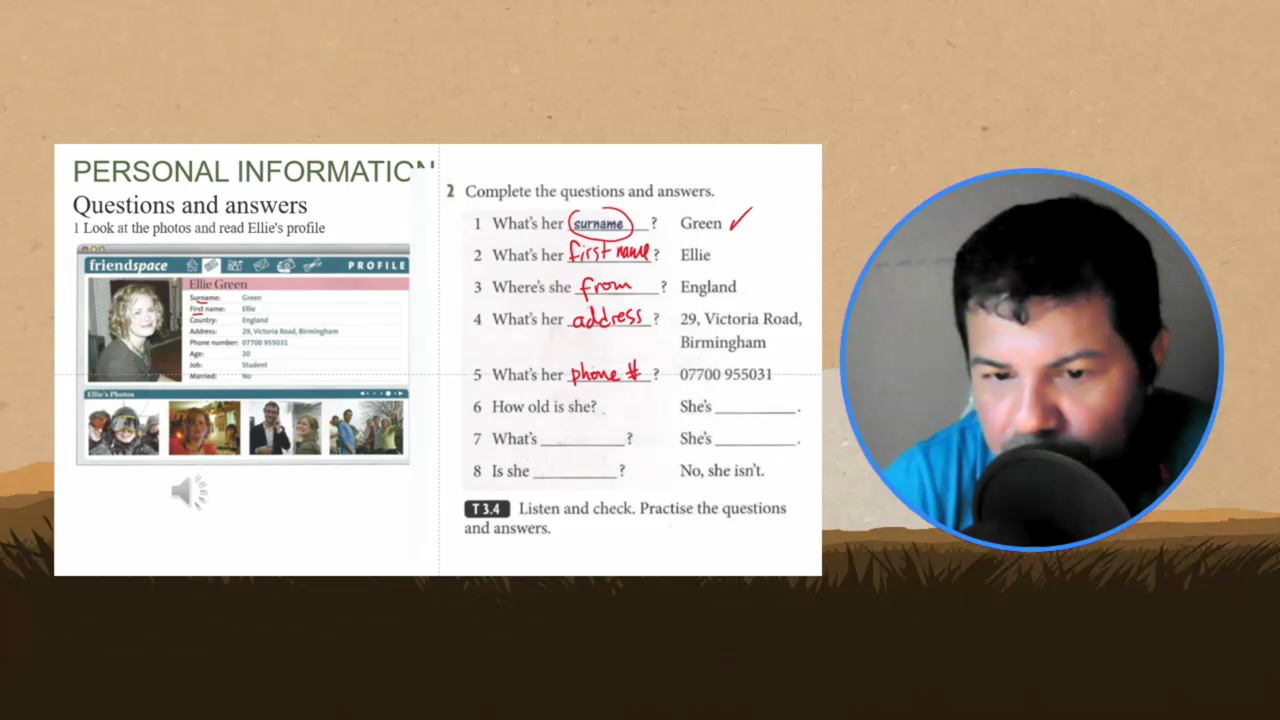 PERSONAL INFORMATION
Questions and answers
1 Look at the photos and read Ellie's profile
friendspace PROFILE
Ellie Green
Surname: Green
First name: Ellie
Country: England
Address: 29, Victoria Road, Birmingham
Phone number: 07700 955031
Age: 20
Job: Student
Married: No
Ellie's Photos
2 Complete the questions and answers.
1 What's her surname ? Green
2 What's her first name ? Ellie
3 Where's she from ? England
4 What's her address ? 29, Victoria Road,
Birmingham
5 What's her phone # ? 07700 955031
6 How old is she? She's ________.
7 What's ________? She's ________.
8 Is she ________? No, she isn't.
T 3.4 Listen and check. Practise the questions
and answers.